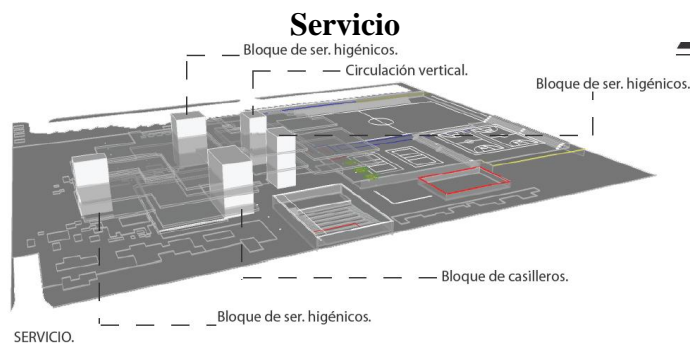 Servicio
Bloque de ser. higénicos.
Circulación vertical.
Bloque de ser. higénicos.
Bloque de casilleros.
Bloque de ser. higénicos.
SERVICIO.